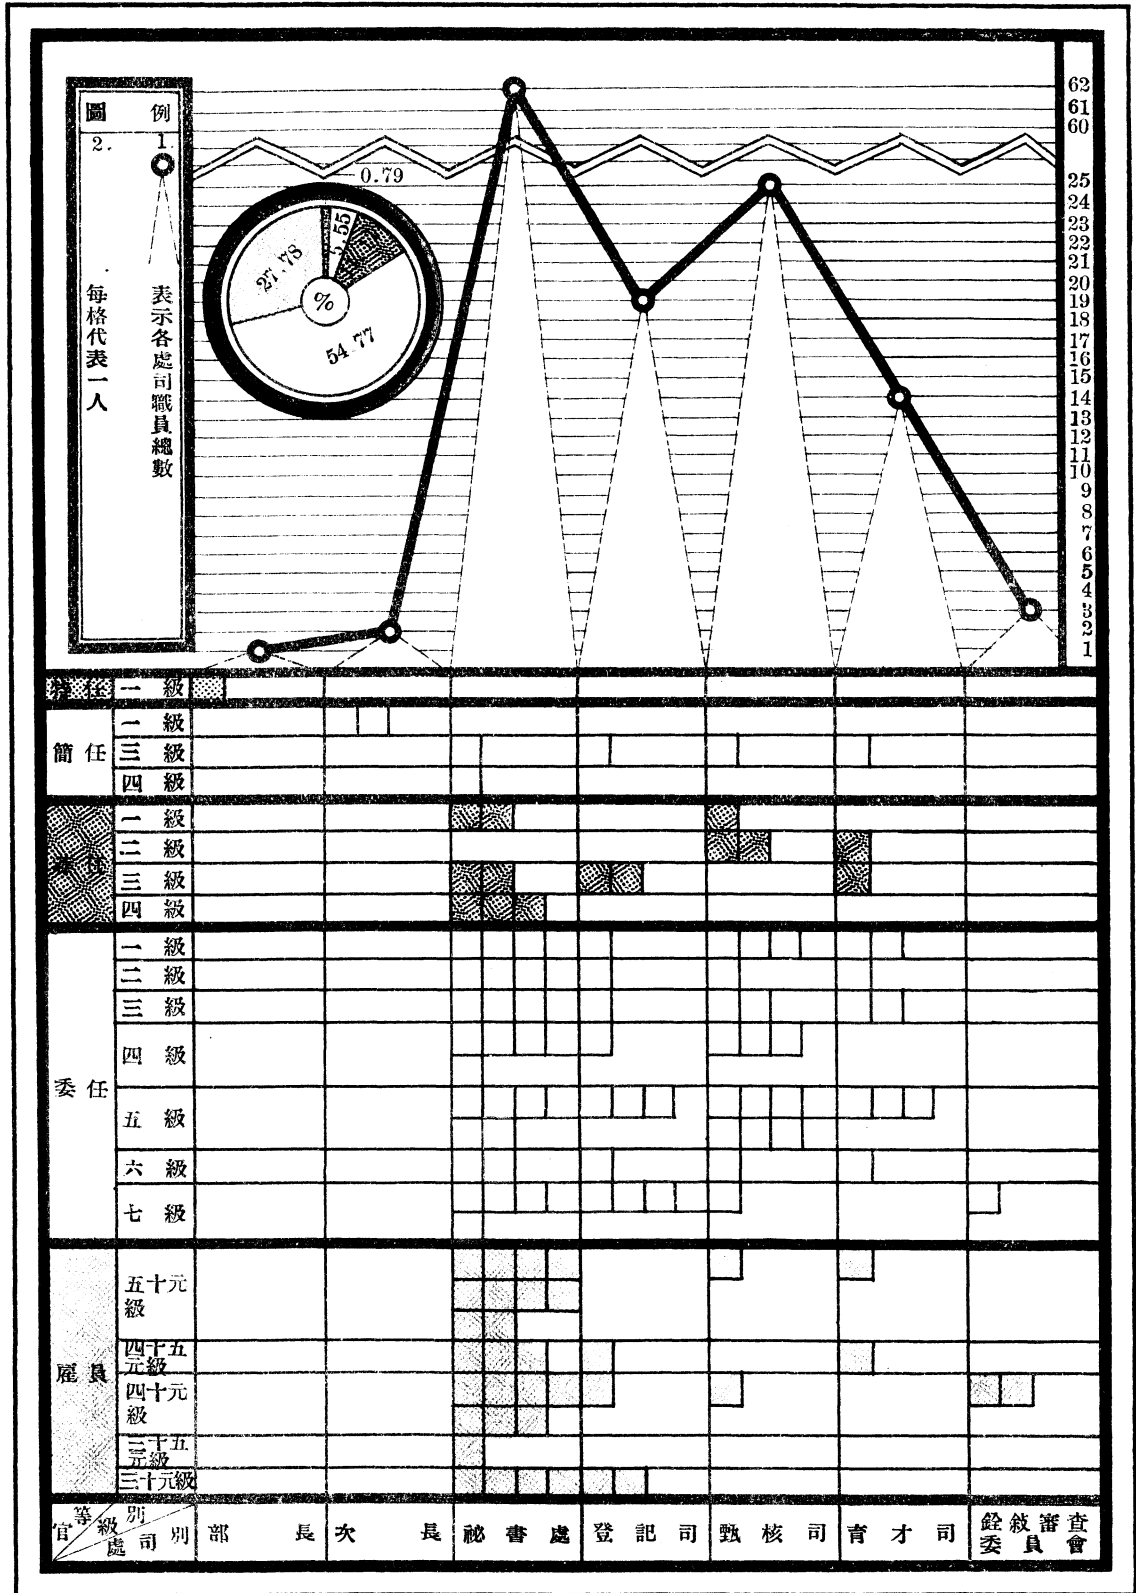 圖例
1.
表示各處司職員總數
2.
每格代表一人
0.79
5.55
27.78
54.77
%
62
61
60
25
24
23
22
21
20
19
18
17
16
15
14
13
12
11
10
9
8
7
6
5
4
3
2
1
特任
一級
簡任
一級
三級
四級
一級
二級
三級
四級
委任
一級
二級
三級
四級
五級
六級
七級
雇員
五十元級
四十五元級
四十元級
三十五元級
三十元級
官等級別
處司別
部長
次長
祕書處
登記司
甄核司
育才司
銓敍審查委員會